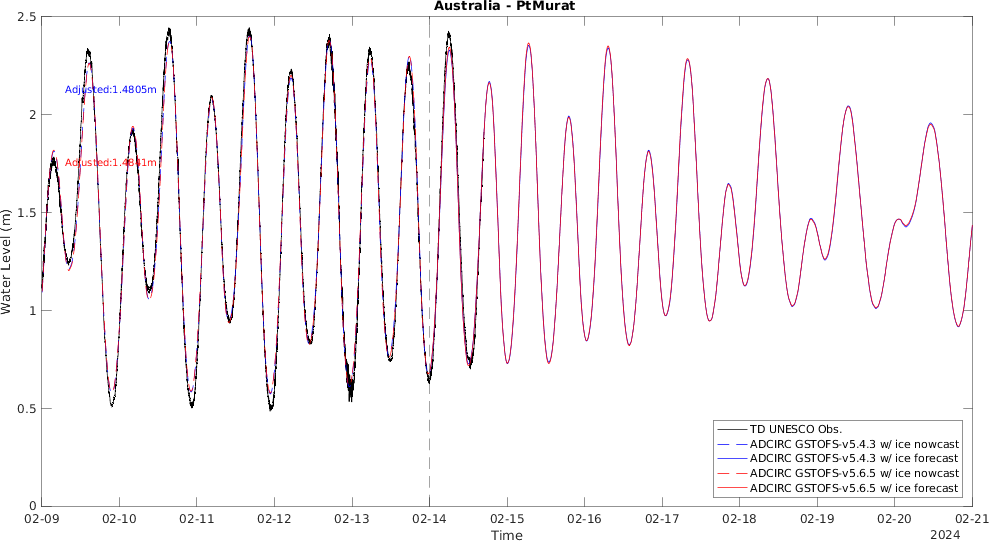 Australia - PtMurat
2.5
2
1.5
1
0.5
0
Water Level (m)
Adjusted:1.4805m
Adjusted:1.4841m
TD UNESCO Obs.
ADCIRC GSTOFS-v5.4.3 w/ ice nowcast
ADCIRC GSTOFS-v5.4.3 w/ ice forecast
ADCIRC GSTOFS-v5.6.5 w/ ice nowcast
ADCIRC GSTOFS-v5.6.5 w/ ice forecast
02-09 02-10 02-11 02-12 02-13 02-14 02-15 02-16 02-17 02-18 02-19 02-20 02-21
Time
2024